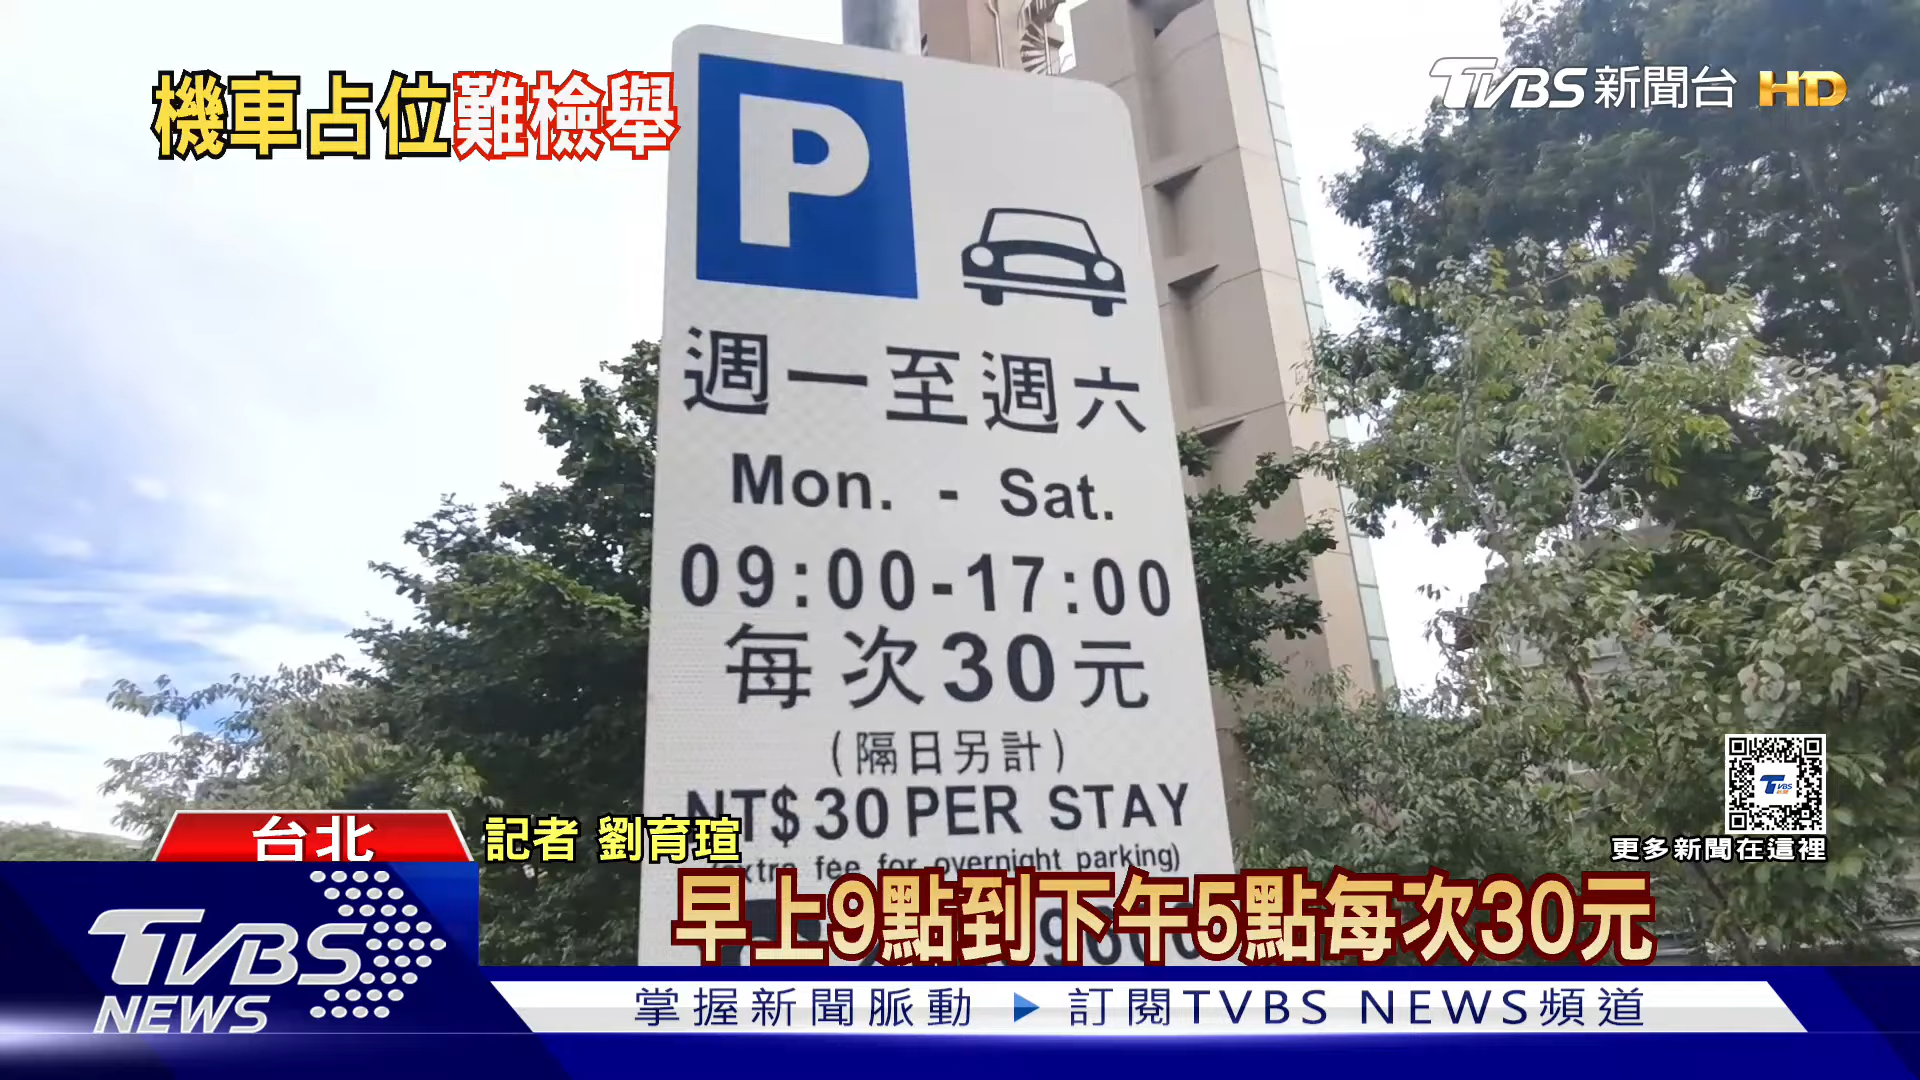 機車占位難檢舉
TVBS新聞台 HD
P
週一至週六
Mon. - Sat.
09:00-17:00
每次30元
(隔日另計)
NT$30 PER STAY
extra fee for overnight parking)
更多新聞在這裡
台北
記者 劉育瑄
早上9點到下午5點每次30元
TVBS NEWS
掌握新聞脈動 ▶ 訂閱TVBS NEWS頻道